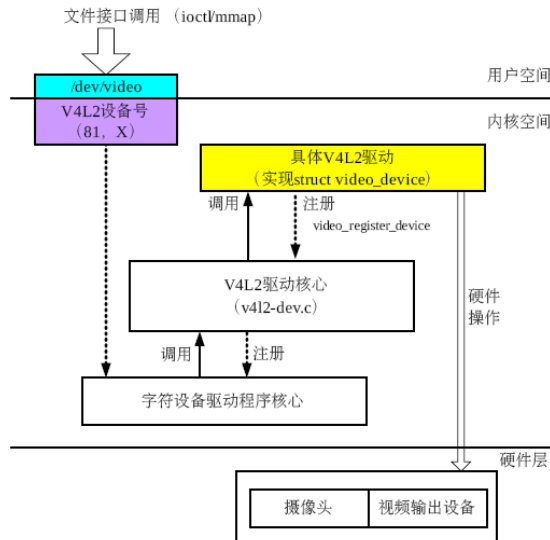 文件接口调用 （ioctl/mmap）
/dev/video
用户空间
V4L2设备号
（81，X）
内核空间
具体V4L2驱动
（实现struct video_device）
调用
注册
video_register_device
V4L2驱动核心
（v4l2-dev.c）
硬件
操作
调用
注册
字符设备驱动程序核心
硬件层
摄像头
视频输出设备